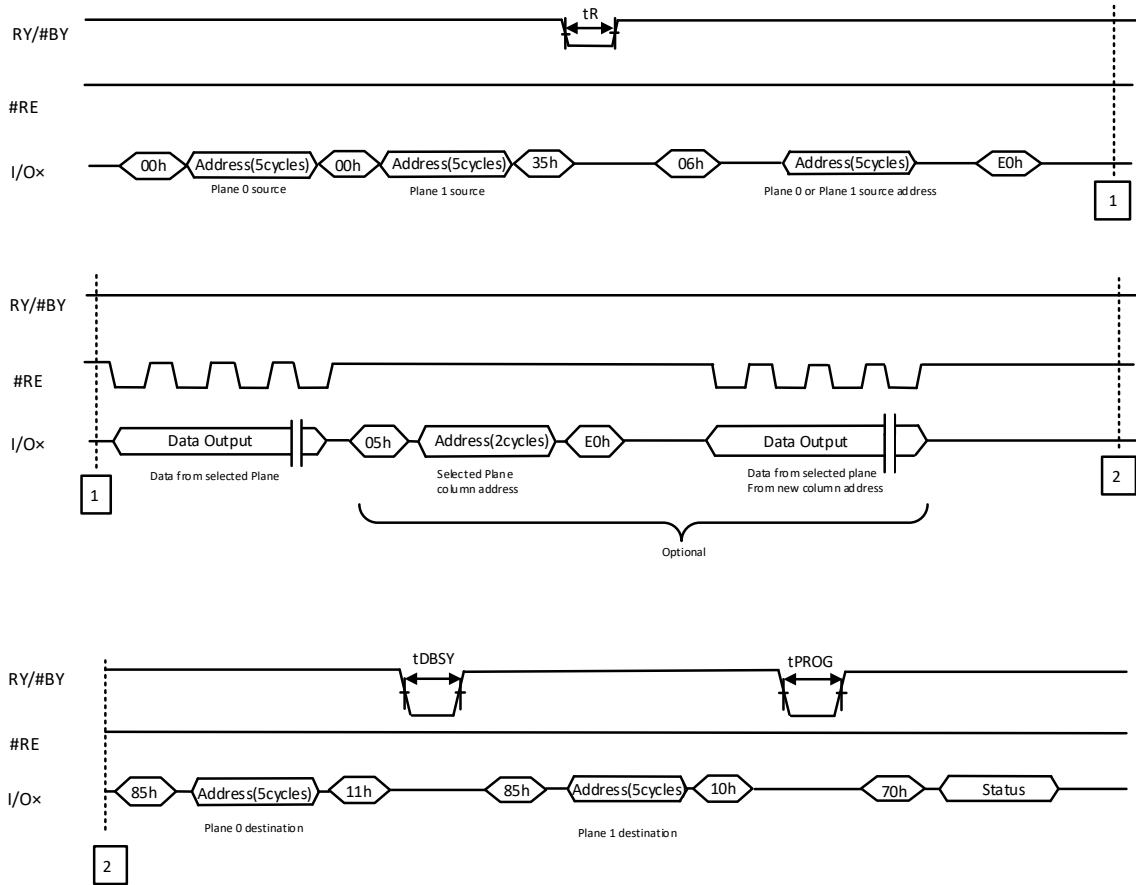 tR
RY/#BY
#RE
I/O×
00h
Address(5cycles)
00h
Address(5cycles)
35h
06h
Address(5cycles)
E0h
Plane 0 source
Plane 1 source
Plane 0 or Plane 1 source address
1
RY/#BY
#RE
I/O×
Data Output
05h
Address(2cycles)
E0h
Data Output
Data from selected Plane
Selected Plane
column address
Data from selected plane
From new column address
1
2
Optional
tDBSY
tPROG
RY/#BY
#RE
I/O×
85h
Address(5cycles)
11h
85h
Address(5cycles
10h
70h
Status
Plane 0 destination
Plane 1 destination
2